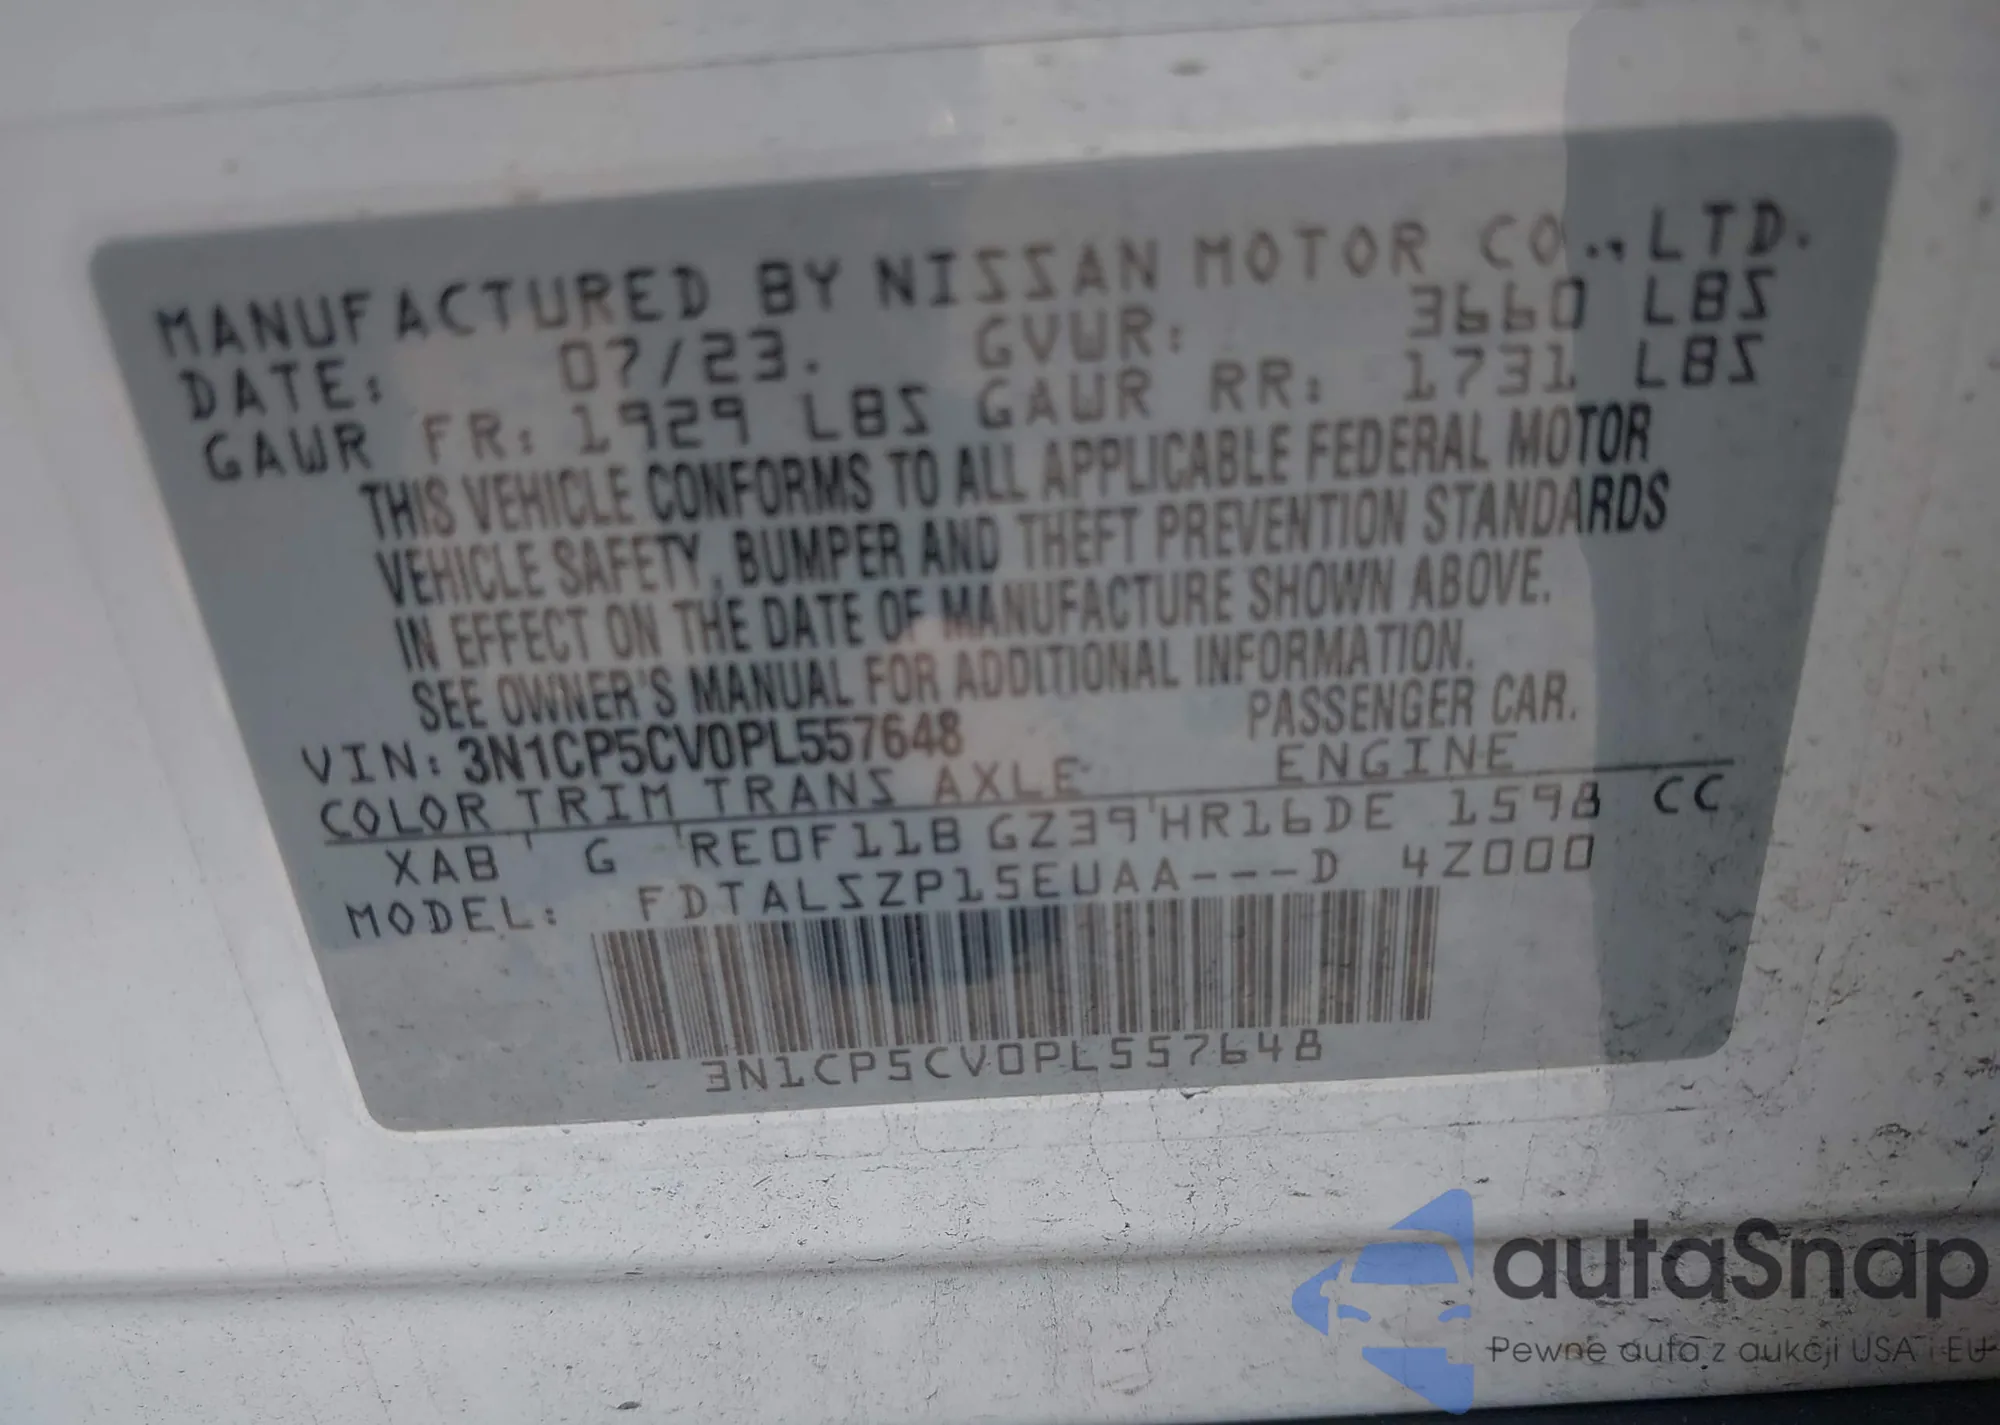 MANUFACTURED BY NISSAN MOTOR CO.,LTD.
DATE: 07/23. GVWR: 3660 LBS
GAWR FR: 1929 LBS GAWR RR: 1731 LBS
THIS VEHICLE CONFORMS TO ALL APPLICABLE FEDERAL MOTOR
VEHICLE SAFETY, BUMPER AND THEFT PREVENTION STANDARDS
IN EFFECT ON THE DATE OF MANUFACTURE SHOWN ABOVE.
SEE OWNER'S MANUAL FOR ADDITIONAL INFORMATION.
VIN: 3N1CP5CV0PL557648 PASSENGER CAR.
COLOR TRIM TRANS AXLE ENGINE
XAB G RE0F11B GZ39 HR16DE 1598 CC
MODEL: FDTALSZP15EUAA---D 4Z000
3N1CP5CV0PL557648
autaSnap
Pewne auta z aukcji USA i EU